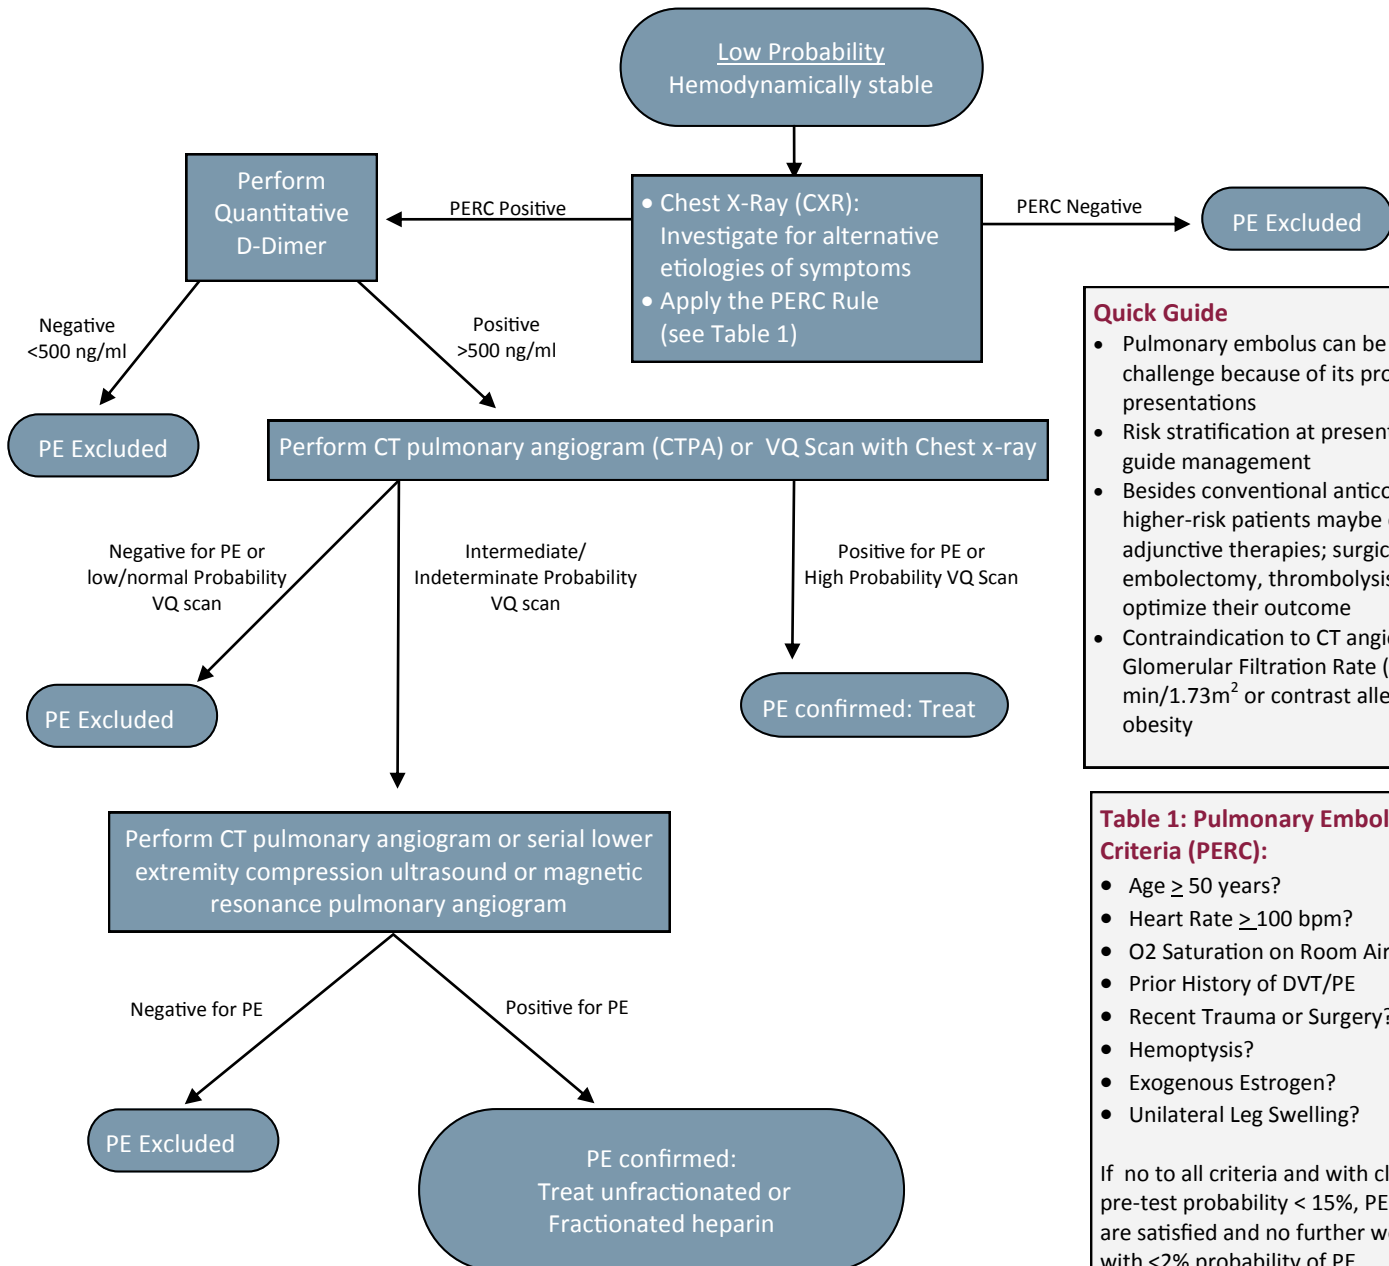 Low Probability
Hemodynamically stable
Perform
Quantitative
D-Dimer
PERC Positive
• Chest X-Ray (CXR):
Investigate for alternative
etiologies of symptoms
• Apply the PERC Rule
(see Table 1)
PERC Negative
PE Excluded
Negative
<500 ng/ml
Positive
>500 ng/ml
PE Excluded
Perform CT pulmonary angiogram (CTPA) or VQ Scan with Chest x-ray
Negative for PE or
low/normal Probability
VQ scan
Intermediate/
Indeterminate Probability
VQ scan
Positive for PE or
High Probability VQ Scan
PE Excluded
PE confirmed: Treat
Perform CT pulmonary angiogram or serial lower
extremity compression ultrasound or magnetic
resonance pulmonary angiogram
Negative for PE
Positive for PE
PE Excluded
PE confirmed:
Treat unfractionated or
Fractionated heparin
Quick Guide
• Pulmonary embolus can be
challenge because of its
presentations
• Risk stratification at
guide management
• Besides conventional
higher-risk patients maybe
adjunctive therapies;
embolectomy, thrombolysis
optimize their outcome
• Contraindication to CT
Glomerular Filtration Rate (
min/1.73m² or contrast
obesity
Table 1: Pulmonary
Criteria (PERC):
• Age ≥ 50 years?
• Heart Rate ≥ 100 bpm?
• O2 Saturation on Room Air
• Prior History of DVT/PE
• Recent Trauma or Surgery?
• Hemoptysis?
• Exogenous Estrogen?
• Unilateral Leg Swelling?
If no to all criteria and with
pre-test probability < 15%, PE
are satisfied and no further
with <2% probability of PE